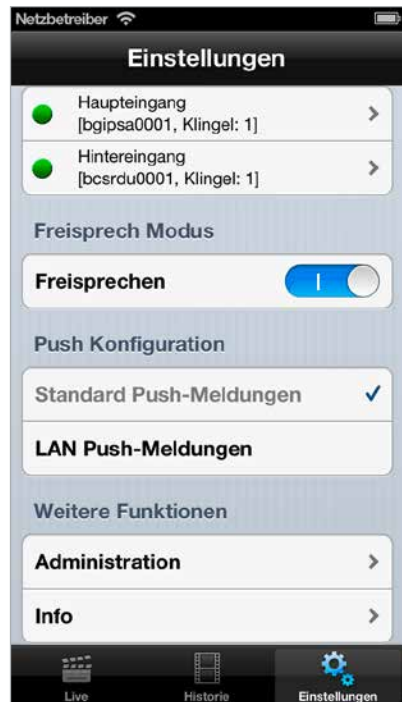 Netzbetreiber
Einstellungen
Haupteingang
[bgipsa0001, Klingel: 1]
Hintereingang
[bcsrdu0001, Klingel: 1]
Freisprech Modus
Freisprechen
Push Konfiguration
Standard Push-Meldungen
LAN Push-Meldungen
Weitere Funktionen
Administration
Info
Live
Historie
Einstellungen